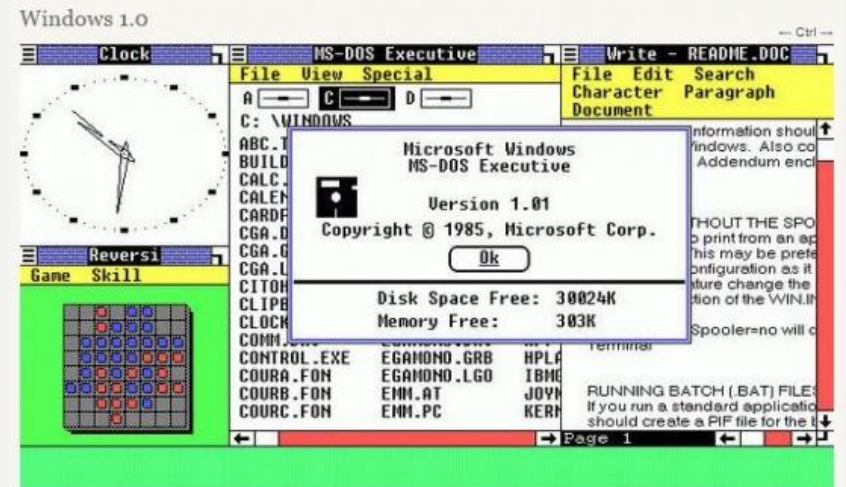 Windows 1.0
← Ctrl →
Clock
MS-DOS Executive
File View Special
A C D
C: \WINDOWS
ABC.T
BUILD
CALC.
CALEN
CARDF
CGA.D
CGA.G
CGA.L
CITOH
CLIPB
CLOCK
COMM.
CONTROL.EXE EGAMONO.GRB HPLA
COURA.FON EGAMONO.LGO IBMG
COURB.FON EMM.AT JOYM
COURC.FON EMM.PC KERN
Write - README.DOC
File Edit Search
Character Paragraph
Document
nformation shoul
indows. Also co
Addendum encl
THOUT THE SPO
o print from an ap
his may be prefe
onfiguration as it
ature change the
tion of the WIN.IN
Spooler=no will c
Terminal
RUNNING BATCH (.BAT) FILES
If you run a standard applicatio
should create a PIF file for the b
Page 1
Microsoft Windows
MS-DOS Executive
Version 1.01
Copyright © 1985, Microsoft Corp.
Ok
Disk Space Free: 30024K
Memory Free: 303K
Reversi
Game Skill